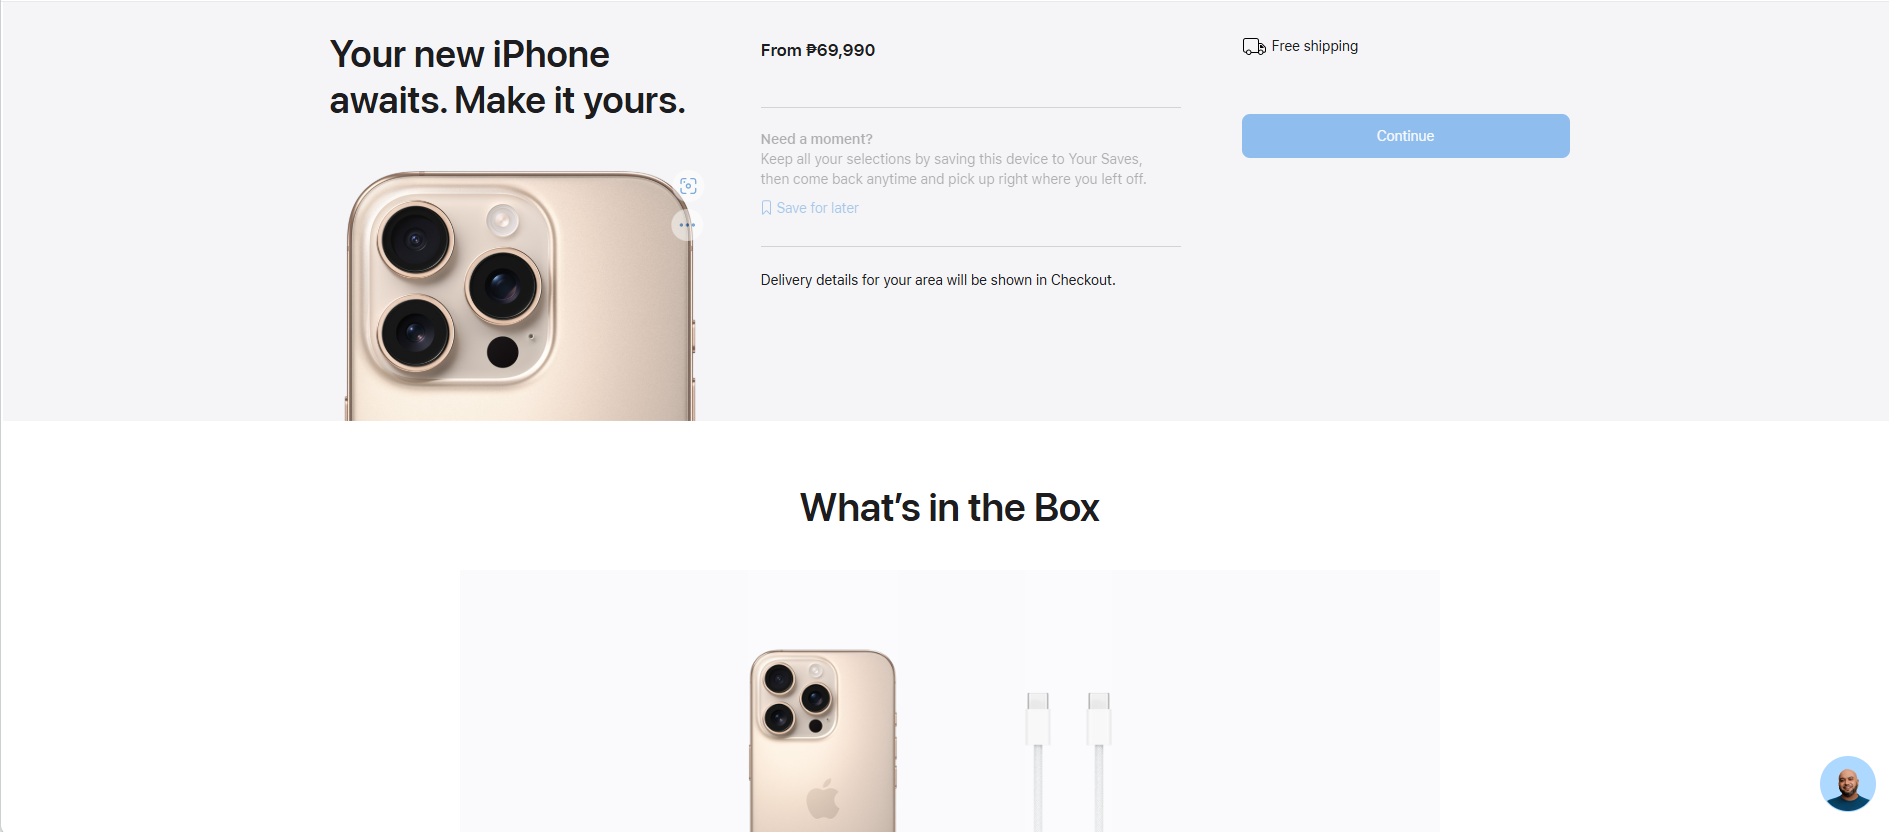 Your new iPhone
awaits. Make it yours.
From ₱69,990
Need a moment?
Keep all your selections by saving this device to Your Saves,
then come back anytime and pick up right where you left off.
Save for later
Delivery details for your area will be shown in Checkout.
Free shipping
Continue
What’s in the Box